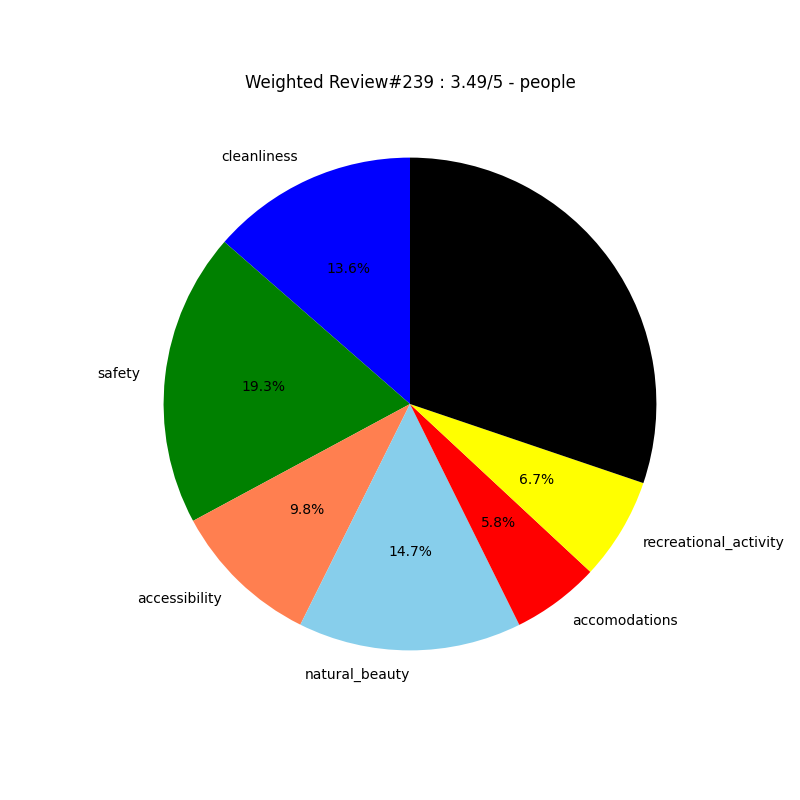 Weighted Review#239 : 3.49/5 - people
cleanliness
13.6%
safety
19.3%
9.8%
accessibility
14.7%
natural_beauty
5.8%
accomodations
6.7%
recreational_activity